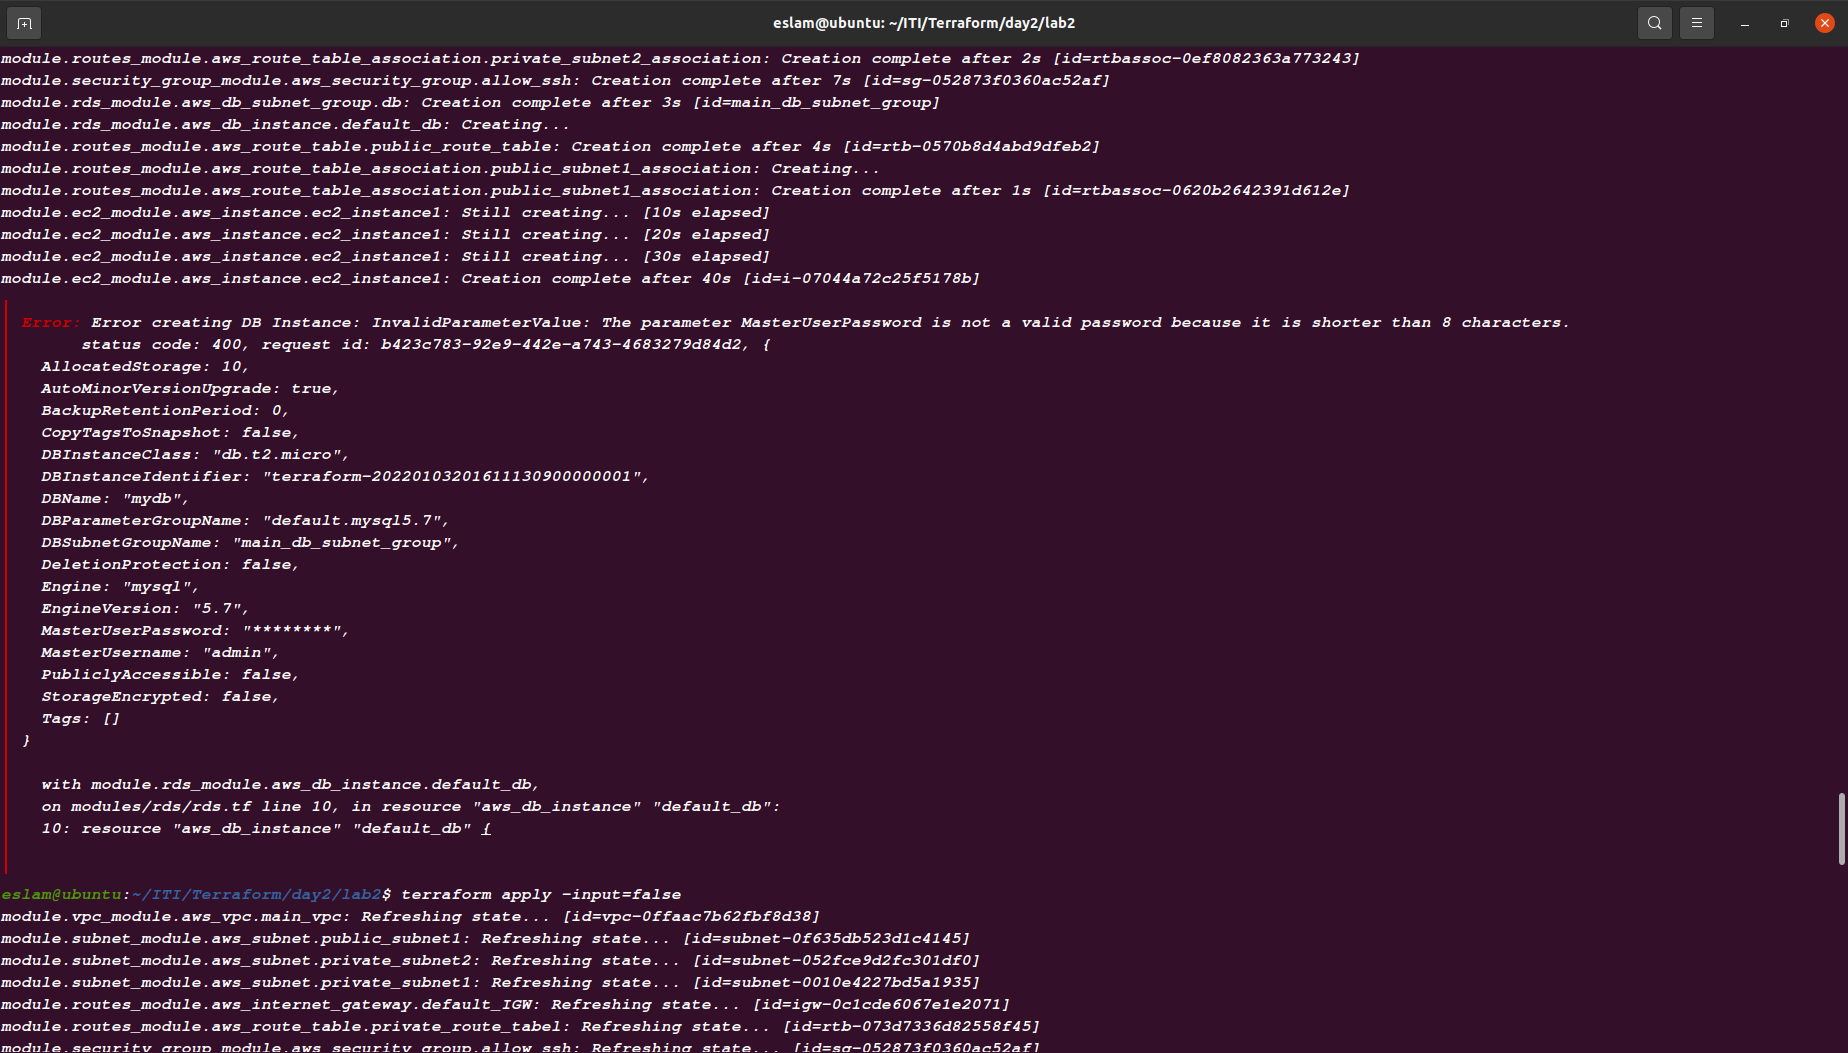 eslam@ubuntu: ~/ITI/Terraform/day2/lab2
module.routes_module.aws_route_table_association.private_subnet2_association: Creation complete after 2s [id=rtbassoc-0ef8082363a773243]
module.security_group_module.aws_security_group.allow_ssh: Creation complete after 7s [id=sg-052873f0360ac52af]
module.rds_module.aws_db_subnet_group.db: Creation complete after 3s [id=main_db_subnet_group]
module.rds_module.aws_db_instance.default_db: Creating...
module.routes_module.aws_route_table.public_route_table: Creation complete after 4s [id=rtb-0570b8d4abd9dfeb2]
module.routes_module.aws_route_table_association.public_subnet1_association: Creating...
module.routes_module.aws_route_table_association.public_subnet1_association: Creation complete after 1s [id=rtbassoc-0620b2642391d612e]
module.ec2_module.aws_instance.ec2_instance1: Still creating... [10s elapsed]
module.ec2_module.aws_instance.ec2_instance1: Still creating... [20s elapsed]
module.ec2_module.aws_instance.ec2_instance1: Still creating... [30s elapsed]
module.ec2_module.aws_instance.ec2_instance1: Creation complete after 40s [id=i-07044a72c25f5178b]
Error: Error creating DB Instance: InvalidParameterValue: The parameter MasterUserPassword is not a valid password because it is shorter than 8 characters.
status code: 400, request id: b423c783-92e9-442e-a743-4683279d84d2, {
AllocatedStorage: 10,
AutoMinorVersionUpgrade: true,
BackupRetentionPeriod: 0,
CopyTagsToSnapshot: false,
DBInstanceClass: "db.t2.micro",
DBInstanceIdentifier: "terraform-20220103201611130900000001",
DBName: "mydb",
DBParameterGroupName: "default.mysql5.7",
DBSubnetGroupName: "main_db_subnet_group",
DeletionProtection: false,
Engine: "mysql",
EngineVersion: "5.7",
MasterUserPassword: "********",
MasterUsername: "admin",
PubliclyAccessible: false,
StorageEncrypted: false,
Tags: []
}
with module.rds_module.aws_db_instance.default_db,
on modules/rds/rds.tf line 10, in resource "aws_db_instance" "default_db":
10: resource "aws_db_instance" "default_db" {
eslam@ubuntu:~/ITI/Terraform/day2/lab2$ terraform apply -input=false
module.vpc_module.aws_vpc.main_vpc: Refreshing state... [id=vpc-0ffaac7b62fbf8d38]
module.subnet_module.aws_subnet.public_subnet1: Refreshing state... [id=subnet-0f635db523d1c4145]
module.subnet_module.aws_subnet.private_subnet2: Refreshing state... [id=subnet-052fce9d2fc301df0]
module.subnet_module.aws_subnet.private_subnet1: Refreshing state... [id=subnet-0010e4227bd5a1935]
module.routes_module.aws_internet_gateway.default_IGW: Refreshing state... [id=igw-0c1cde6067e1e2071]
module.routes_module.aws_route_table.private_route_tabel: Refreshing state... [id=rtb-073d7336d82558f45]
module.security_group_module.aws_security_group.allow_ssh: Refreshing state... [id=sg-052873f0360ac52af]